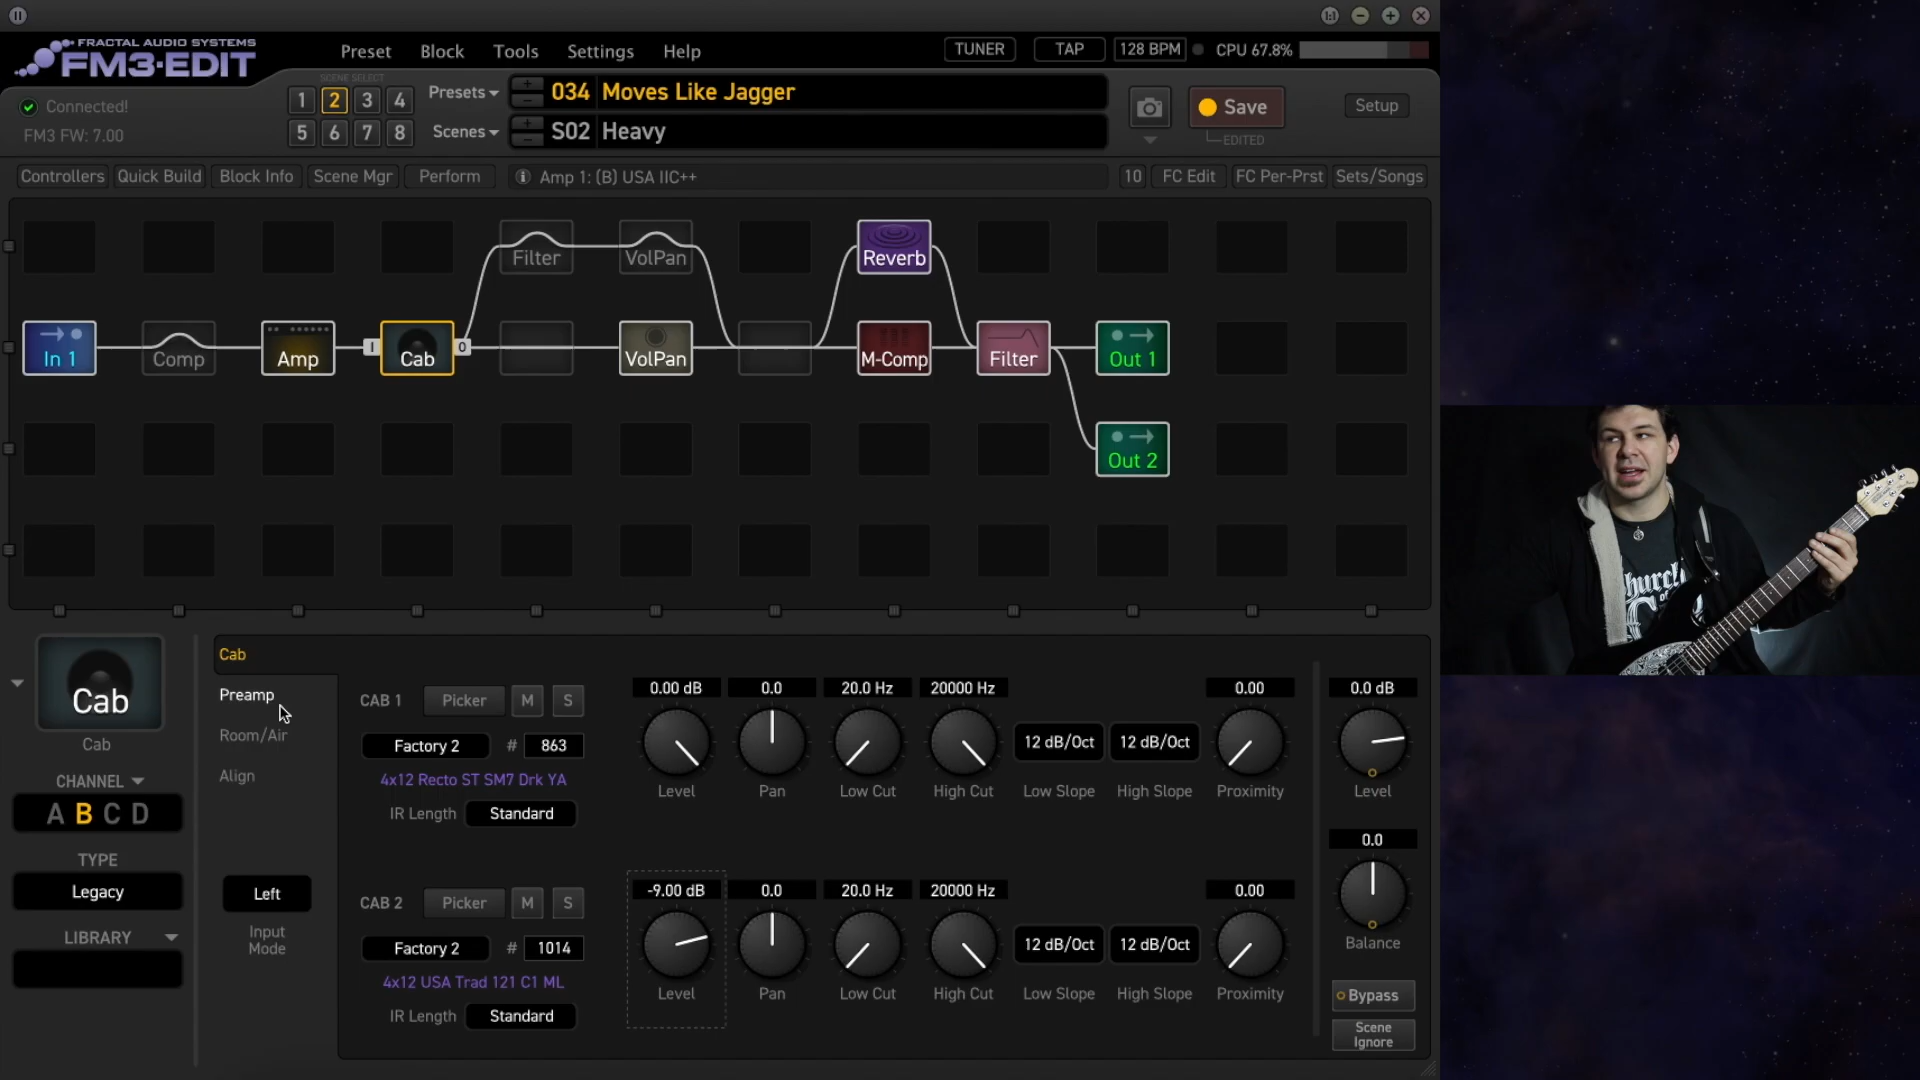 FRACTAL AUDIO SYSTEMS
FM3-EDIT
Preset Block Tools Settings Help
TUNER TAP 128 BPM CPU 67.8%
Connected!
FM3 FW: 7.00
SCENE SELECT
1 2 3 4
5 6 7 8
Presets 034 Moves Like Jagger
Scenes S02 Heavy
Save
EDITED
Setup
Controllers Quick Build Block Info Scene Mgr Perform Amp 1: (B) USA IIC++ 10 FC Edit FC Per-Prst Sets/Songs
Filter VolPan Reverb
In 1 Comp Amp I Cab O VolPan M-Comp Filter Out 1
Out 2
Cab
Cab
CHANNEL
A B C D
TYPE
Legacy
LIBRARY
Cab
Preamp
Room/Air
Align
Left
Input
Mode
CAB 1 Picker M S
Factory 2 # 863
4x12 Recto ST SM7 Drk YA
IR Length Standard
0.00 dB 0.0 20.0 Hz 20000 Hz 0.00
12 dB/Oct 12 dB/Oct
Level Pan Low Cut High Cut Low Slope High Slope Proximity
CAB 2 Picker M S
Factory 2 # 1014
4x12 USA Trad 121 C1 ML
IR Length Standard
-9.00 dB 0.0 20.0 Hz 20000 Hz 0.00
12 dB/Oct 12 dB/Oct
Level Pan Low Cut High Cut Low Slope High Slope Proximity
0.0 dB
Level
0.0
Balance
Bypass
Scene
Ignore
1:1